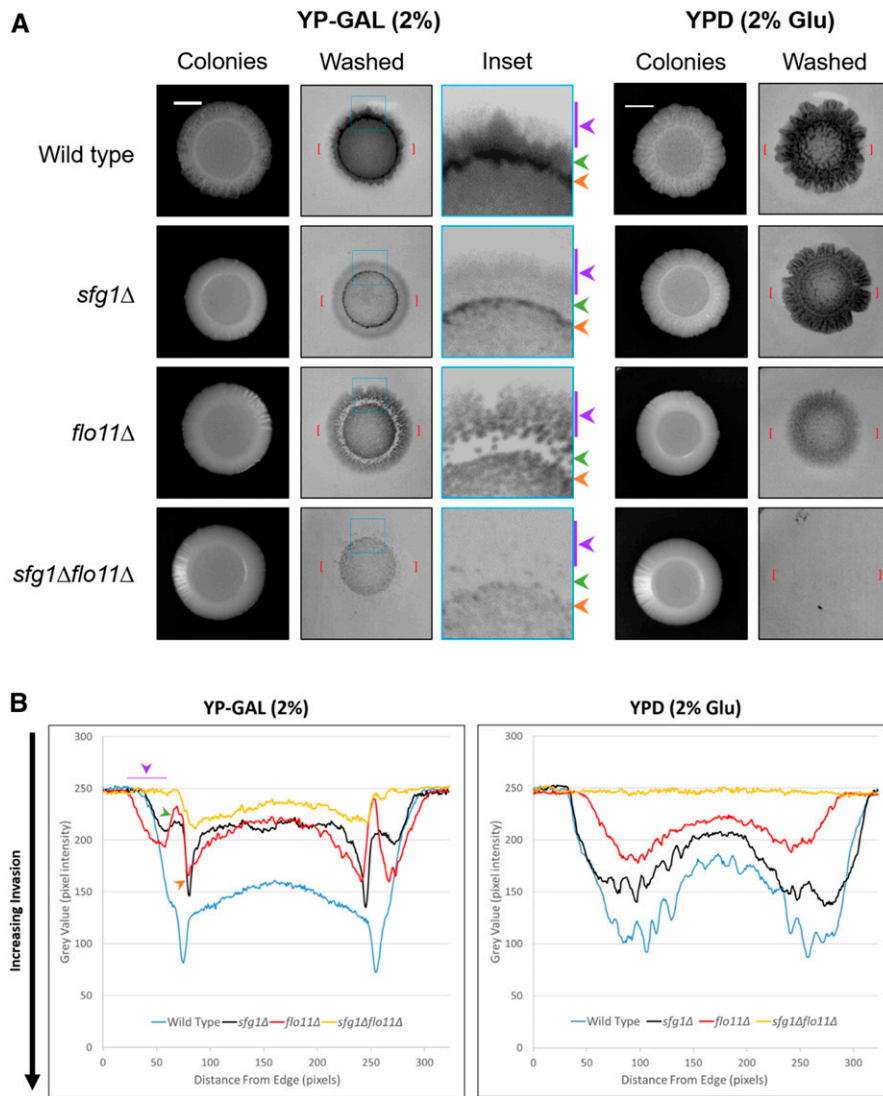 A
YP-GAL (2%)
YPD (2% Glu)
Colonies
Washed
Inset
Colonies
Washed
Wild type
[ ]
[ ]
sfg1Δ
[ ]
[ ]
flo11Δ
[ ]
[ ]
sfg1Δflo11Δ
[ ]
[ ]
B
YP-GAL (2%)
YPD (2% Glu)
Increasing Invasion
Grey Value (pixel intensity)
300
250
200
150
100
50
0
0 50 100 150 200 250 300
Distance From Edge (pixels)
Wild Type sfg1Δ flo11Δ sfg1Δflo11Δ
Grey Value (pixel intensity)
300
250
200
150
100
50
0
0 50 100 150 200 250 300
Distance From Edge (pixels)
Wild Type sfg1Δ flo11Δ sfg1Δflo11Δ